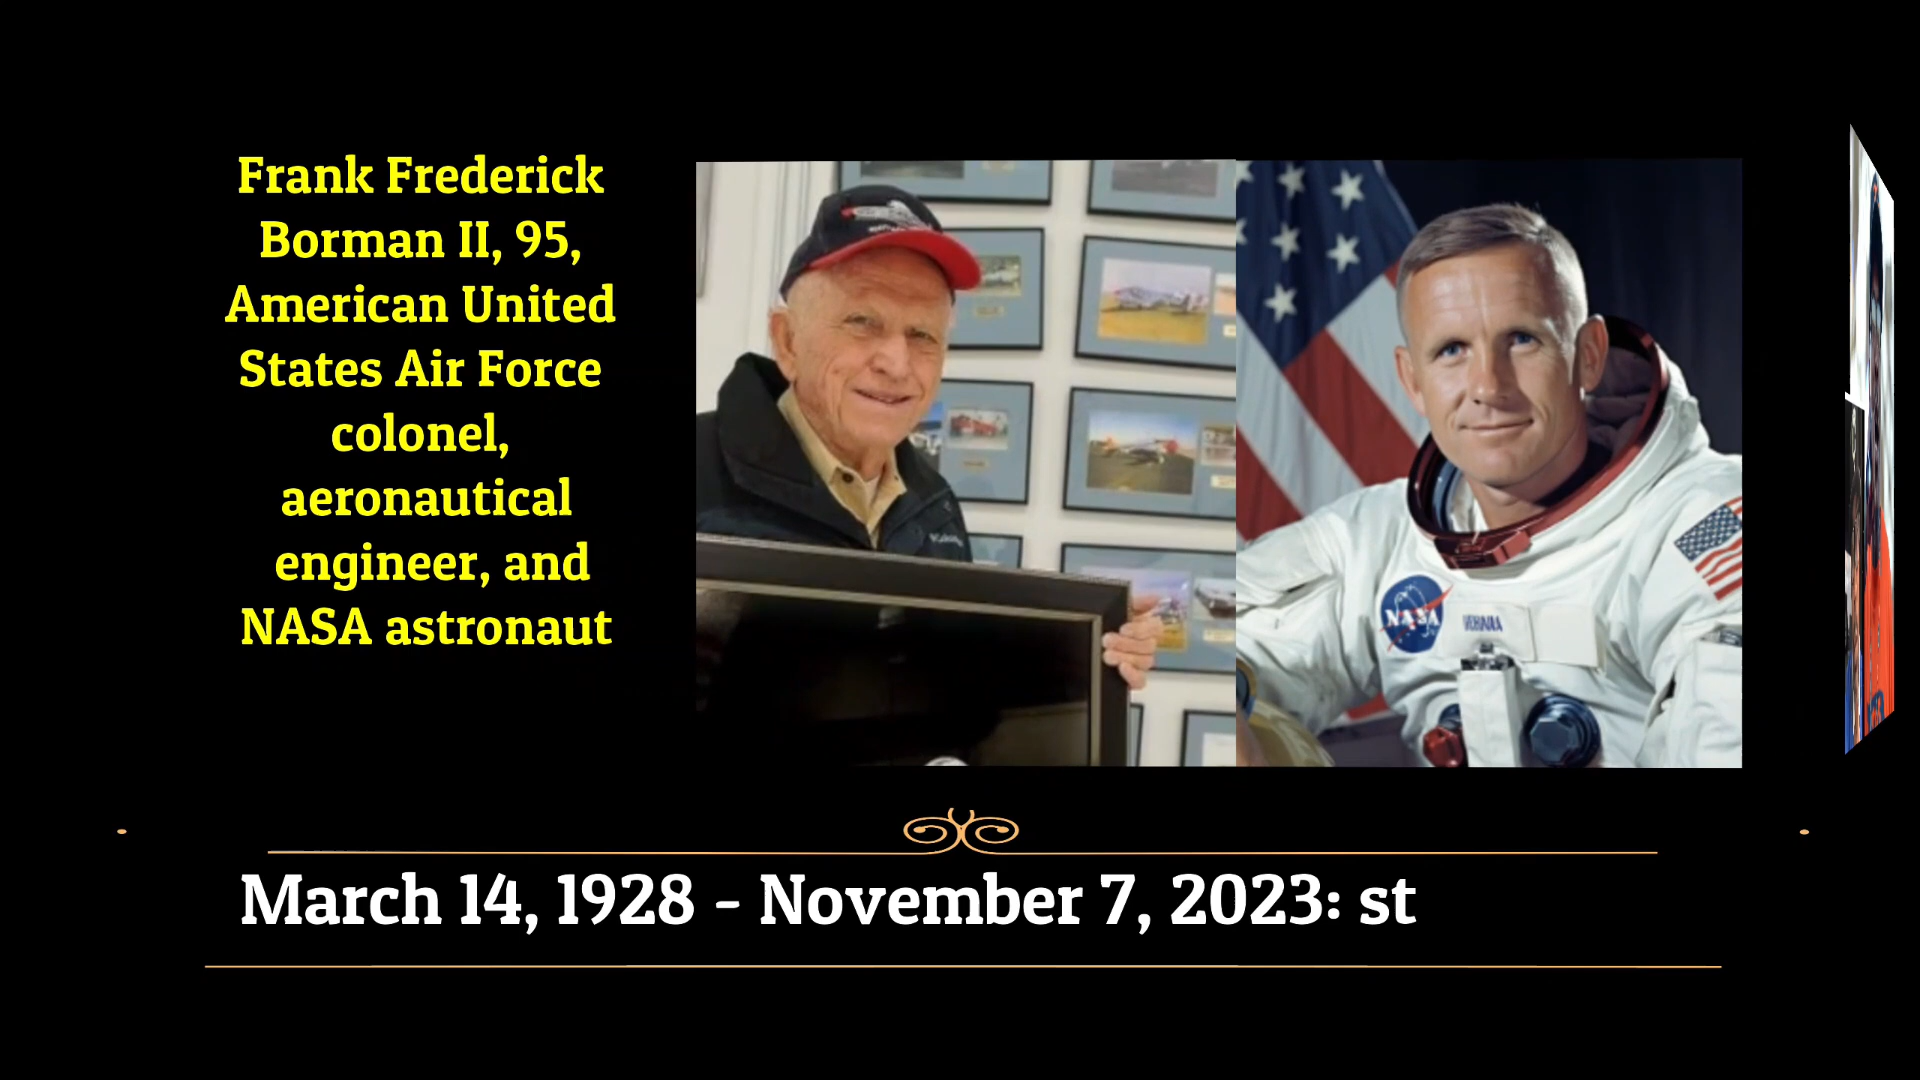 Frank Frederick
Borman II, 95,
American United
States Air Force
colonel,
aeronautical
engineer, and
NASA astronaut
NASA
March 14, 1928 - November 7, 2023: st